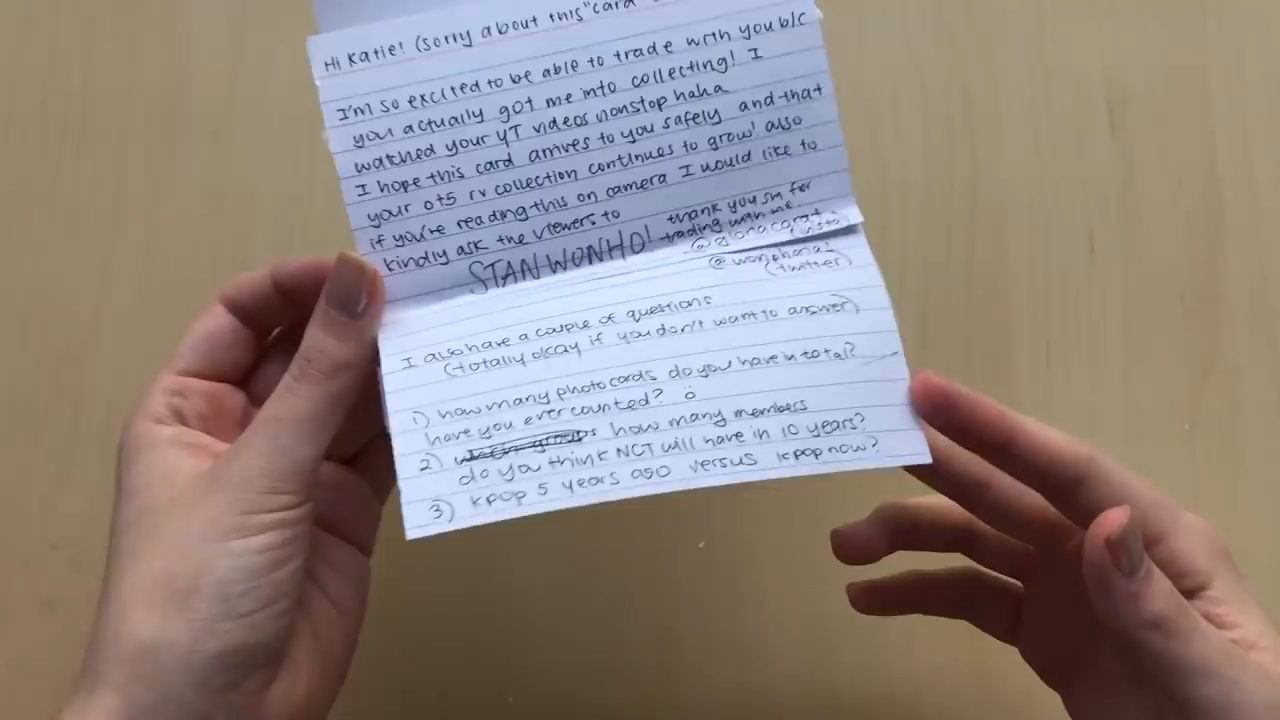 Hi Katie! (sorry about this "card
I'm so excited to be able to trade with you b/c
you actually got me into collecting! I
watched your YT videos nonstop haha
I hope this card arrives to you safely and that
your ot5 rv collection continues to grow! also
if you're reading this on camera I would like to
kindly ask the viewers to
STAN WONHO!
thank you sm for
trading with me.
insta
(twitter)
I also have a couple of questions
(totally okay if you don't want to answer)
1) how many photocards do you have in total?
have you ever counted? ö
2) how many members
do you think NCT will have in 10 years?
3) kpop 5 years ago versus kpop now?